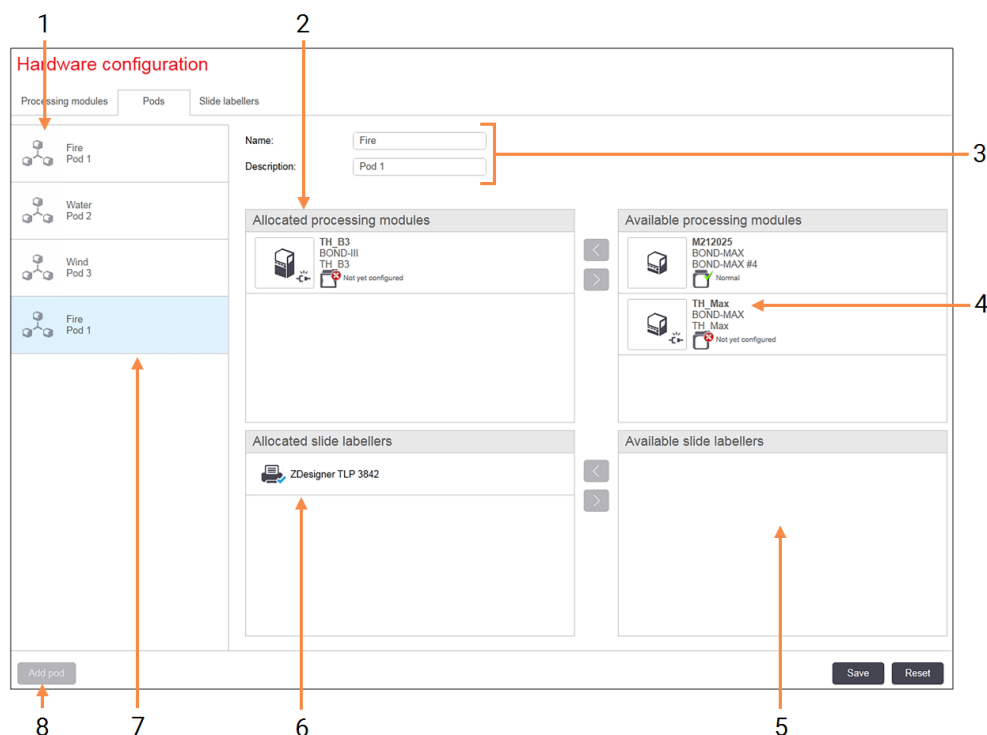 1
2
Hardware configuration
Processing modules
Pods
Slide labellers
Fire
Pod 1
Water
Pod 2
Wind
Pod 3
Fire
Pod 1
Name:
Fire
Description:
Pod 1
3
Allocated processing modules
TH_B3
BOND-III
TH_B3
Not yet configured
<
>
Available processing modules
M212025
BOND-MAX
BOND-MAX #4
Normal
TH_Max
BOND-MAX
TH_Max
Not yet configured
4
Allocated slide labellers
ZDesigner TLP 3842
<
>
Available slide labellers
Add pod
Save
Reset
8
7
6
5